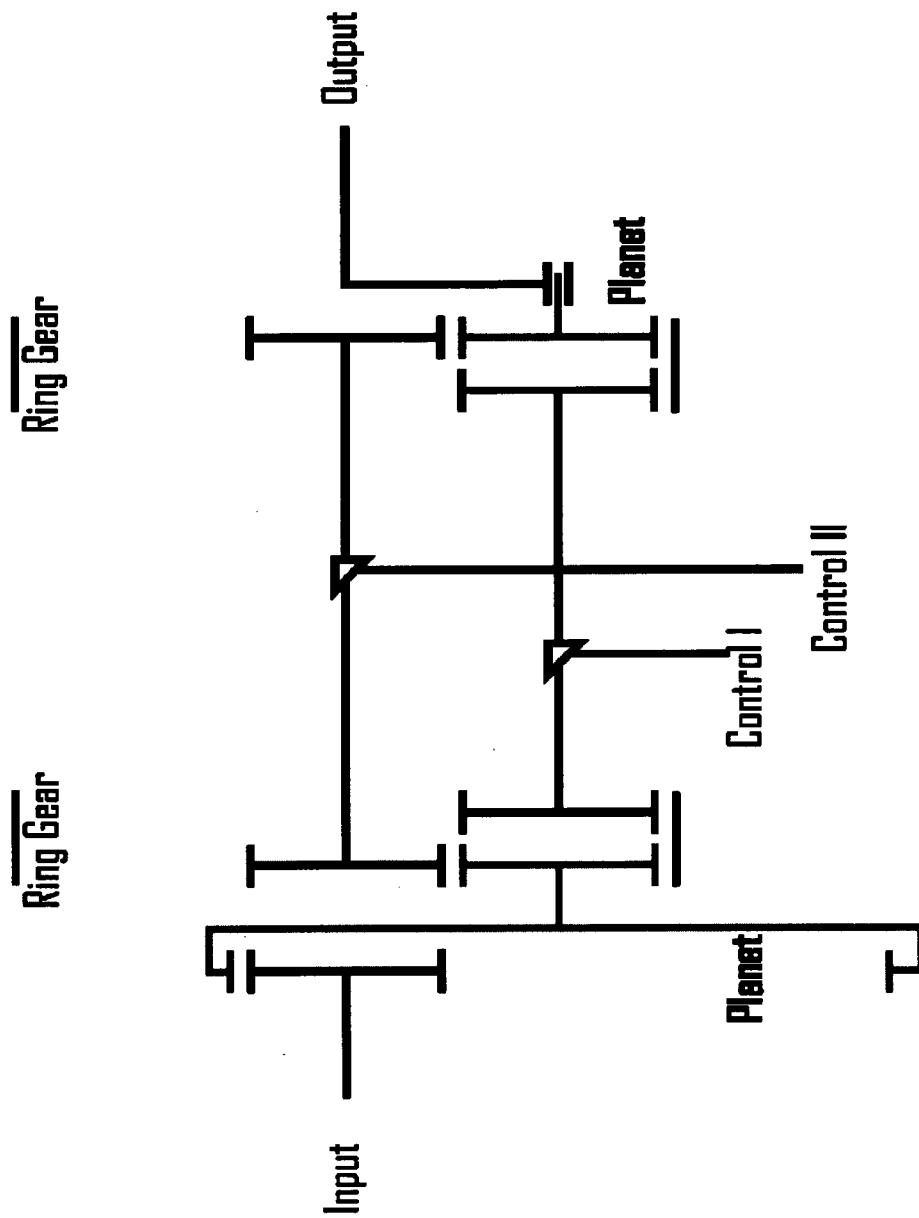 Ring Gear
Ring Gear
Input
Output
Planet
Planet
Control I
Control II